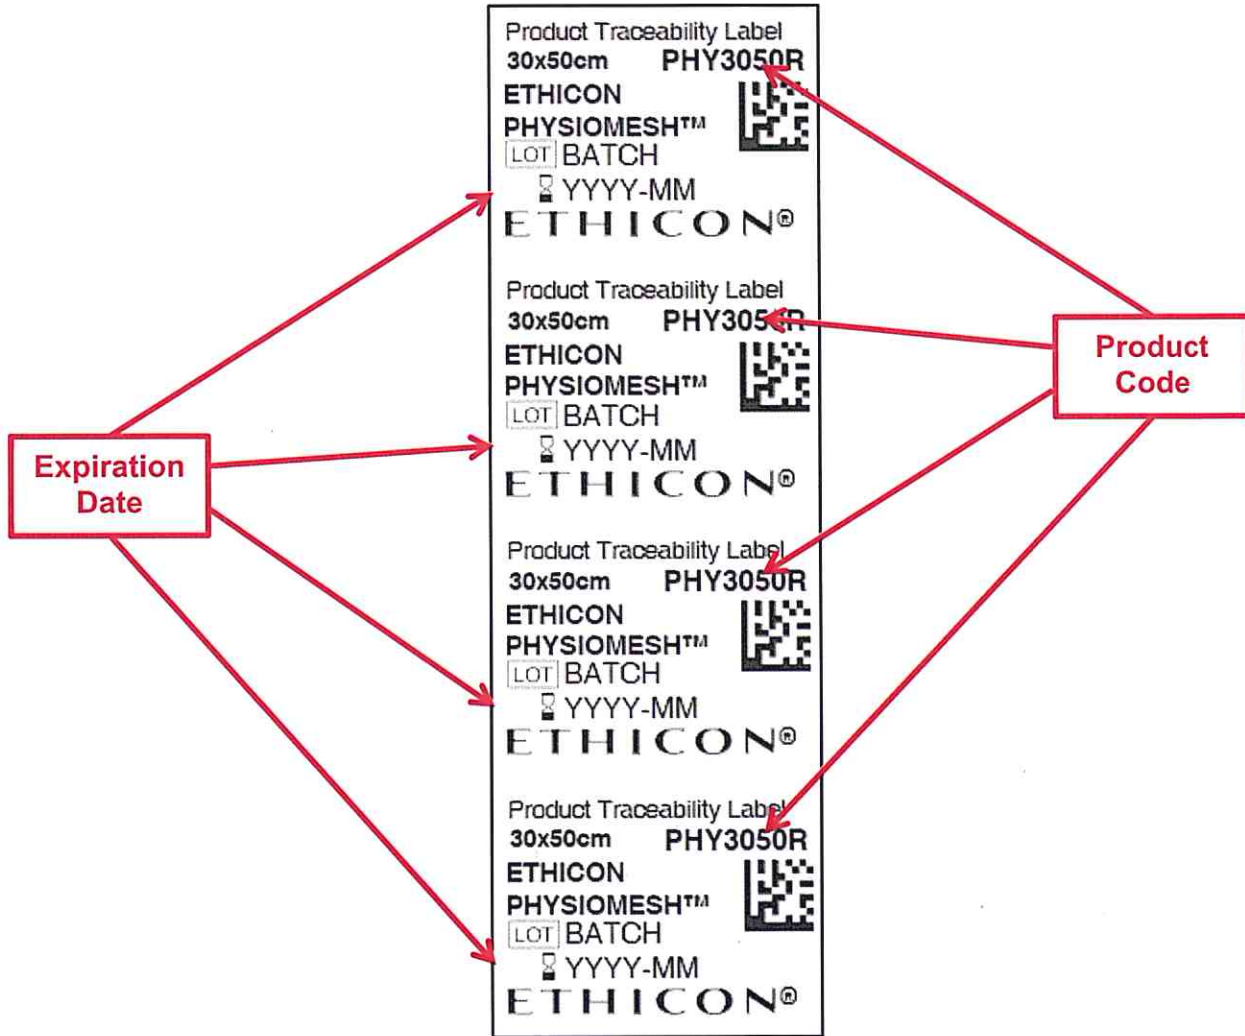 Product Traceability Label
30x50cm PHY3050R
ETHICON
PHYSIOMESH™
LOT BATCH
YYYY-MM
ETHICON®
Product Traceability Label
30x50cm PHY3050R
ETHICON
PHYSIOMESH™
LOT BATCH
YYYY-MM
ETHICON®
Product Traceability Label
30x50cm PHY3050R
ETHICON
PHYSIOMESH™
LOT BATCH
YYYY-MM
ETHICON®
Product Traceability Label
30x50cm PHY3050R
ETHICON
PHYSIOMESH™
LOT BATCH
YYYY-MM
ETHICON®
Expiration
Date
Product
Code